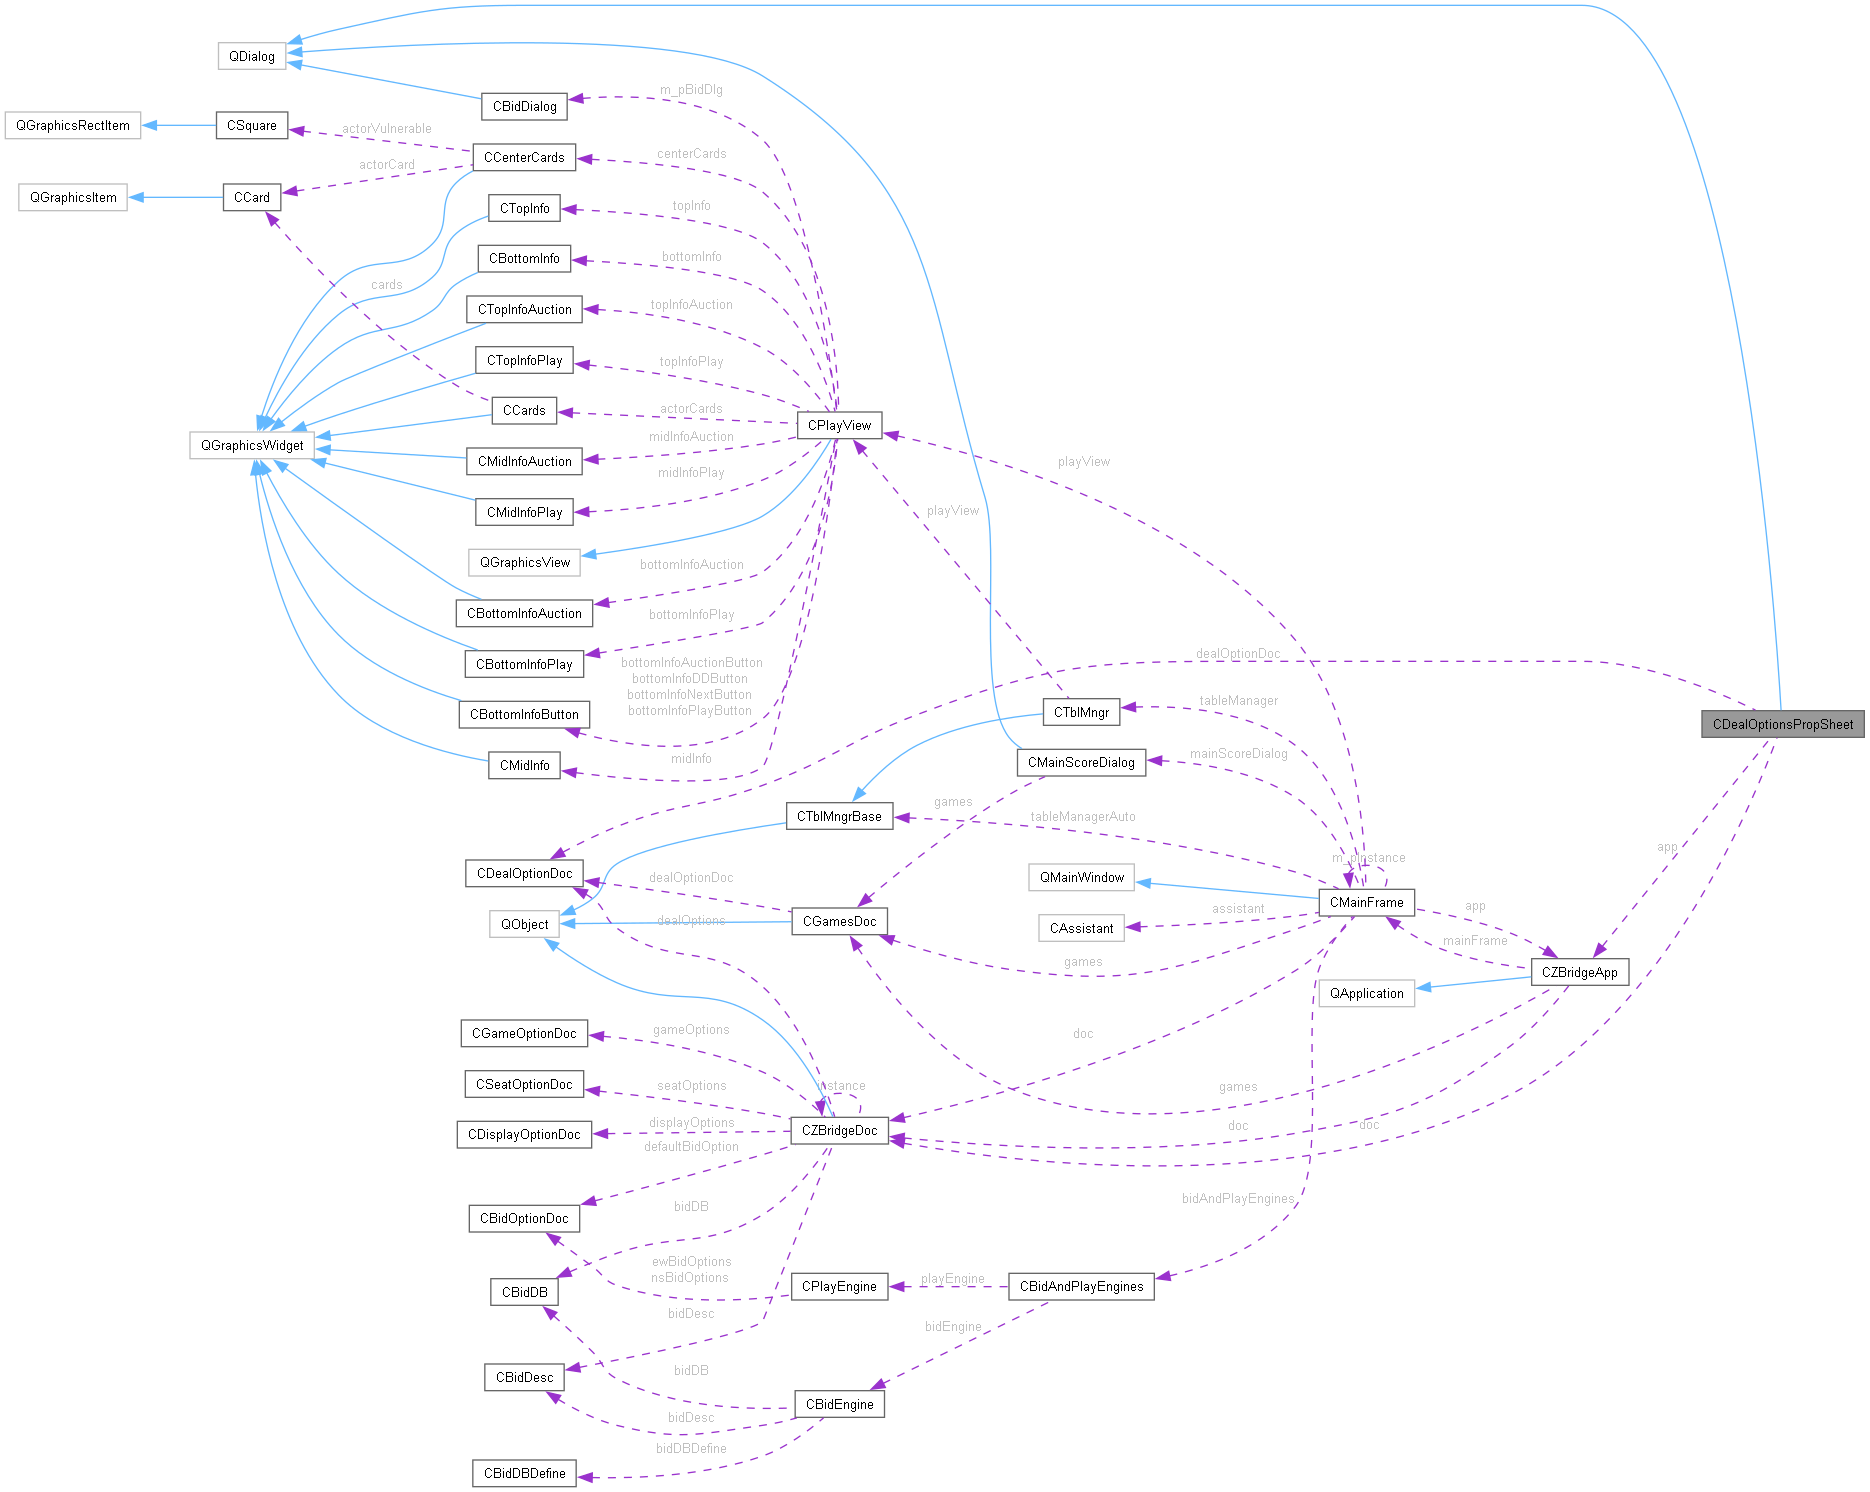 QDialog
CBidDialog
m_pBidDlg
QGraphicsRectItem
CSquare
actorVulnerable
CCenterCards
centerCards
actorCard
QGraphicsItem
CCard
CTopInfo
topInfo
CBottomInfo
bottomInfo
cards
CTopInfoAuction
topInfoAuction
CTopInfoPlay
topInfoPlay
CCards
actorCards
CPlayView
QGraphicsWidget
midInfoAuction
CMidInfoAuction
playView
midInfoPlay
CMidInfoPlay
playView
QGraphicsView
bottomInfoAuction
CBottomInfoAuction
bottomInfoPlay
CBottomInfoPlay
bottomInfoAuctionButton
bottomInfoDDButton
bottomInfoNextButton
bottomInfoPlayButton
CBottomInfoButton
dealOptionDoc
CTblMngr
tableManager
CDealOptionsPropSheet
midInfo
CMidInfo
CMainScoreDialog
mainScoreDialog
games
CTblMngrBase
tableManagerAuto
app
m_pInstance
CDealOptionDoc
dealOptionDoc
QMainWindow
CMainFrame
QObject
dealOptions
CGamesDoc
CAssistant
assistant
app
mainFrame
games
CZBridgeApp
QApplication
CGameOptionDoc
gameOptions
doc
CSeatOptionDoc
seatOptions
instance
games
CDisplayOptionDoc
displayOptions
CZBridgeDoc
doc
doc
defaultBidOption
CBidOptionDoc
bidDB
bidAndPlayEngines
ewBidOptions
nsBidOptions
CBidDB
CPlayEngine
playEngine
CBidAndPlayEngines
bidDesc
bidEngine
CBidDesc
bidDB
CBidEngine
bidDesc
bidDBDefine
CBidDBDefine